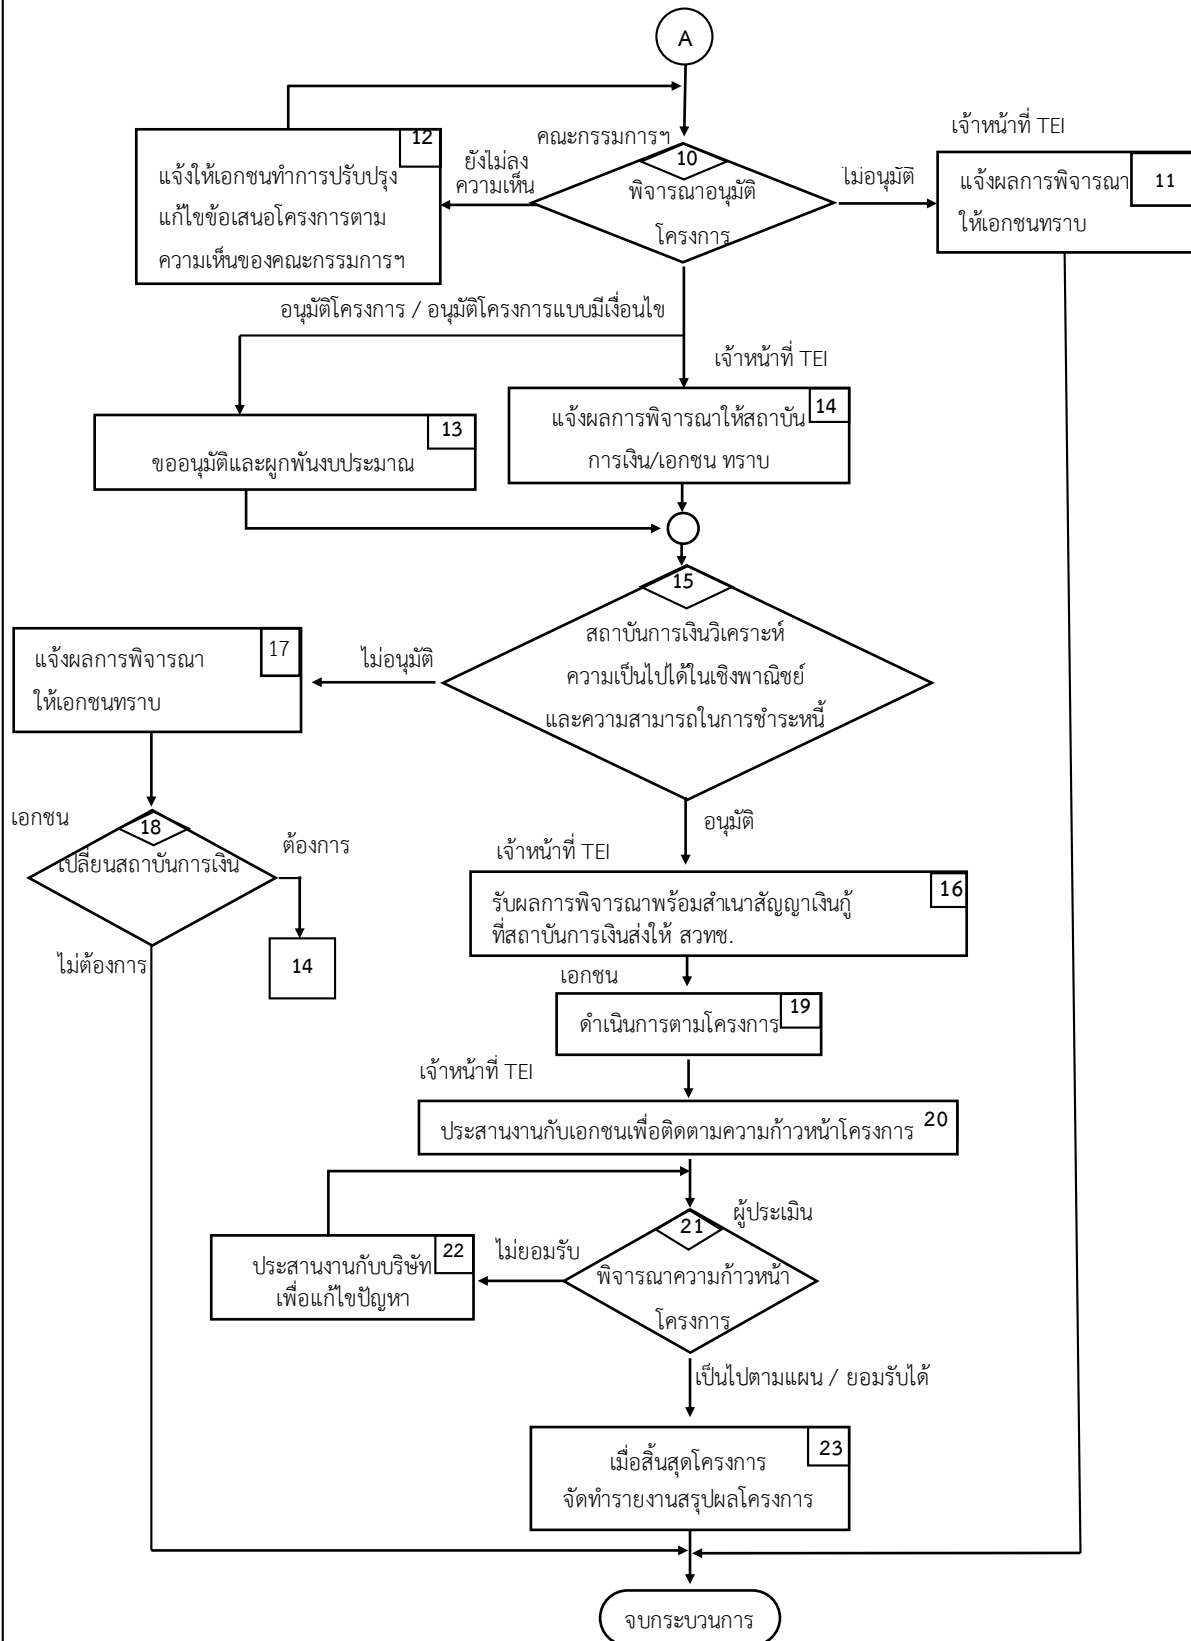 A
คณะกรรมการฯ
10
พิจารณาอนุมัติ
โครงการ
ยังไม่ลง
ความเห็น
12
แจ้งให้เอกชนทำการปรับปรุง
แก้ไขข้อเสนอโครงการตาม
ความเห็นของคณะกรรมการฯ
ไม่อนุมัติ
เจ้าหน้าที่ TEI
11
แจ้งผลการพิจารณา
ให้เอกชนทราบ
อนุมัติโครงการ / อนุมัติโครงการแบบมีเงื่อนไข
13
ขออนุมัติและผูกพันงบประมาณ
เจ้าหน้าที่ TEI
14
แจ้งผลการพิจารณาให้สถาบัน
การเงิน/เอกชน ทราบ
15
สถาบันการเงินวิเคราะห์
ความเป็นไปได้ในเชิงพาณิชย์
และความสามารถในการชำระหนี้
ไม่อนุมัติ
17
แจ้งผลการพิจารณา
ให้เอกชนทราบ
เอกชน
18
เปลี่ยนสถาบันการเงิน
ต้องการ
14
ไม่ต้องการ
อนุมัติ
เจ้าหน้าที่ TEI
16
รับผลการพิจารณาพร้อมสำเนาสัญญาเงินกู้
ที่สถาบันการเงินส่งให้ สวทช.
เอกชน
19
ดำเนินการตามโครงการ
เจ้าหน้าที่ TEI
ประสานงานกับเอกชนเพื่อติดตามความก้าวหน้าโครงการ 20
ผู้ประเมิน
21
พิจารณาความก้าวหน้า
โครงการ
ไม่ยอมรับ
22
ประสานงานกับบริษัท
เพื่อแก้ไขปัญหา
เป็นไปตามแผน / ยอมรับได้
23
เมื่อสิ้นสุดโครงการ
จัดทำรายงานสรุปผลโครงการ
จบกระบวนการ